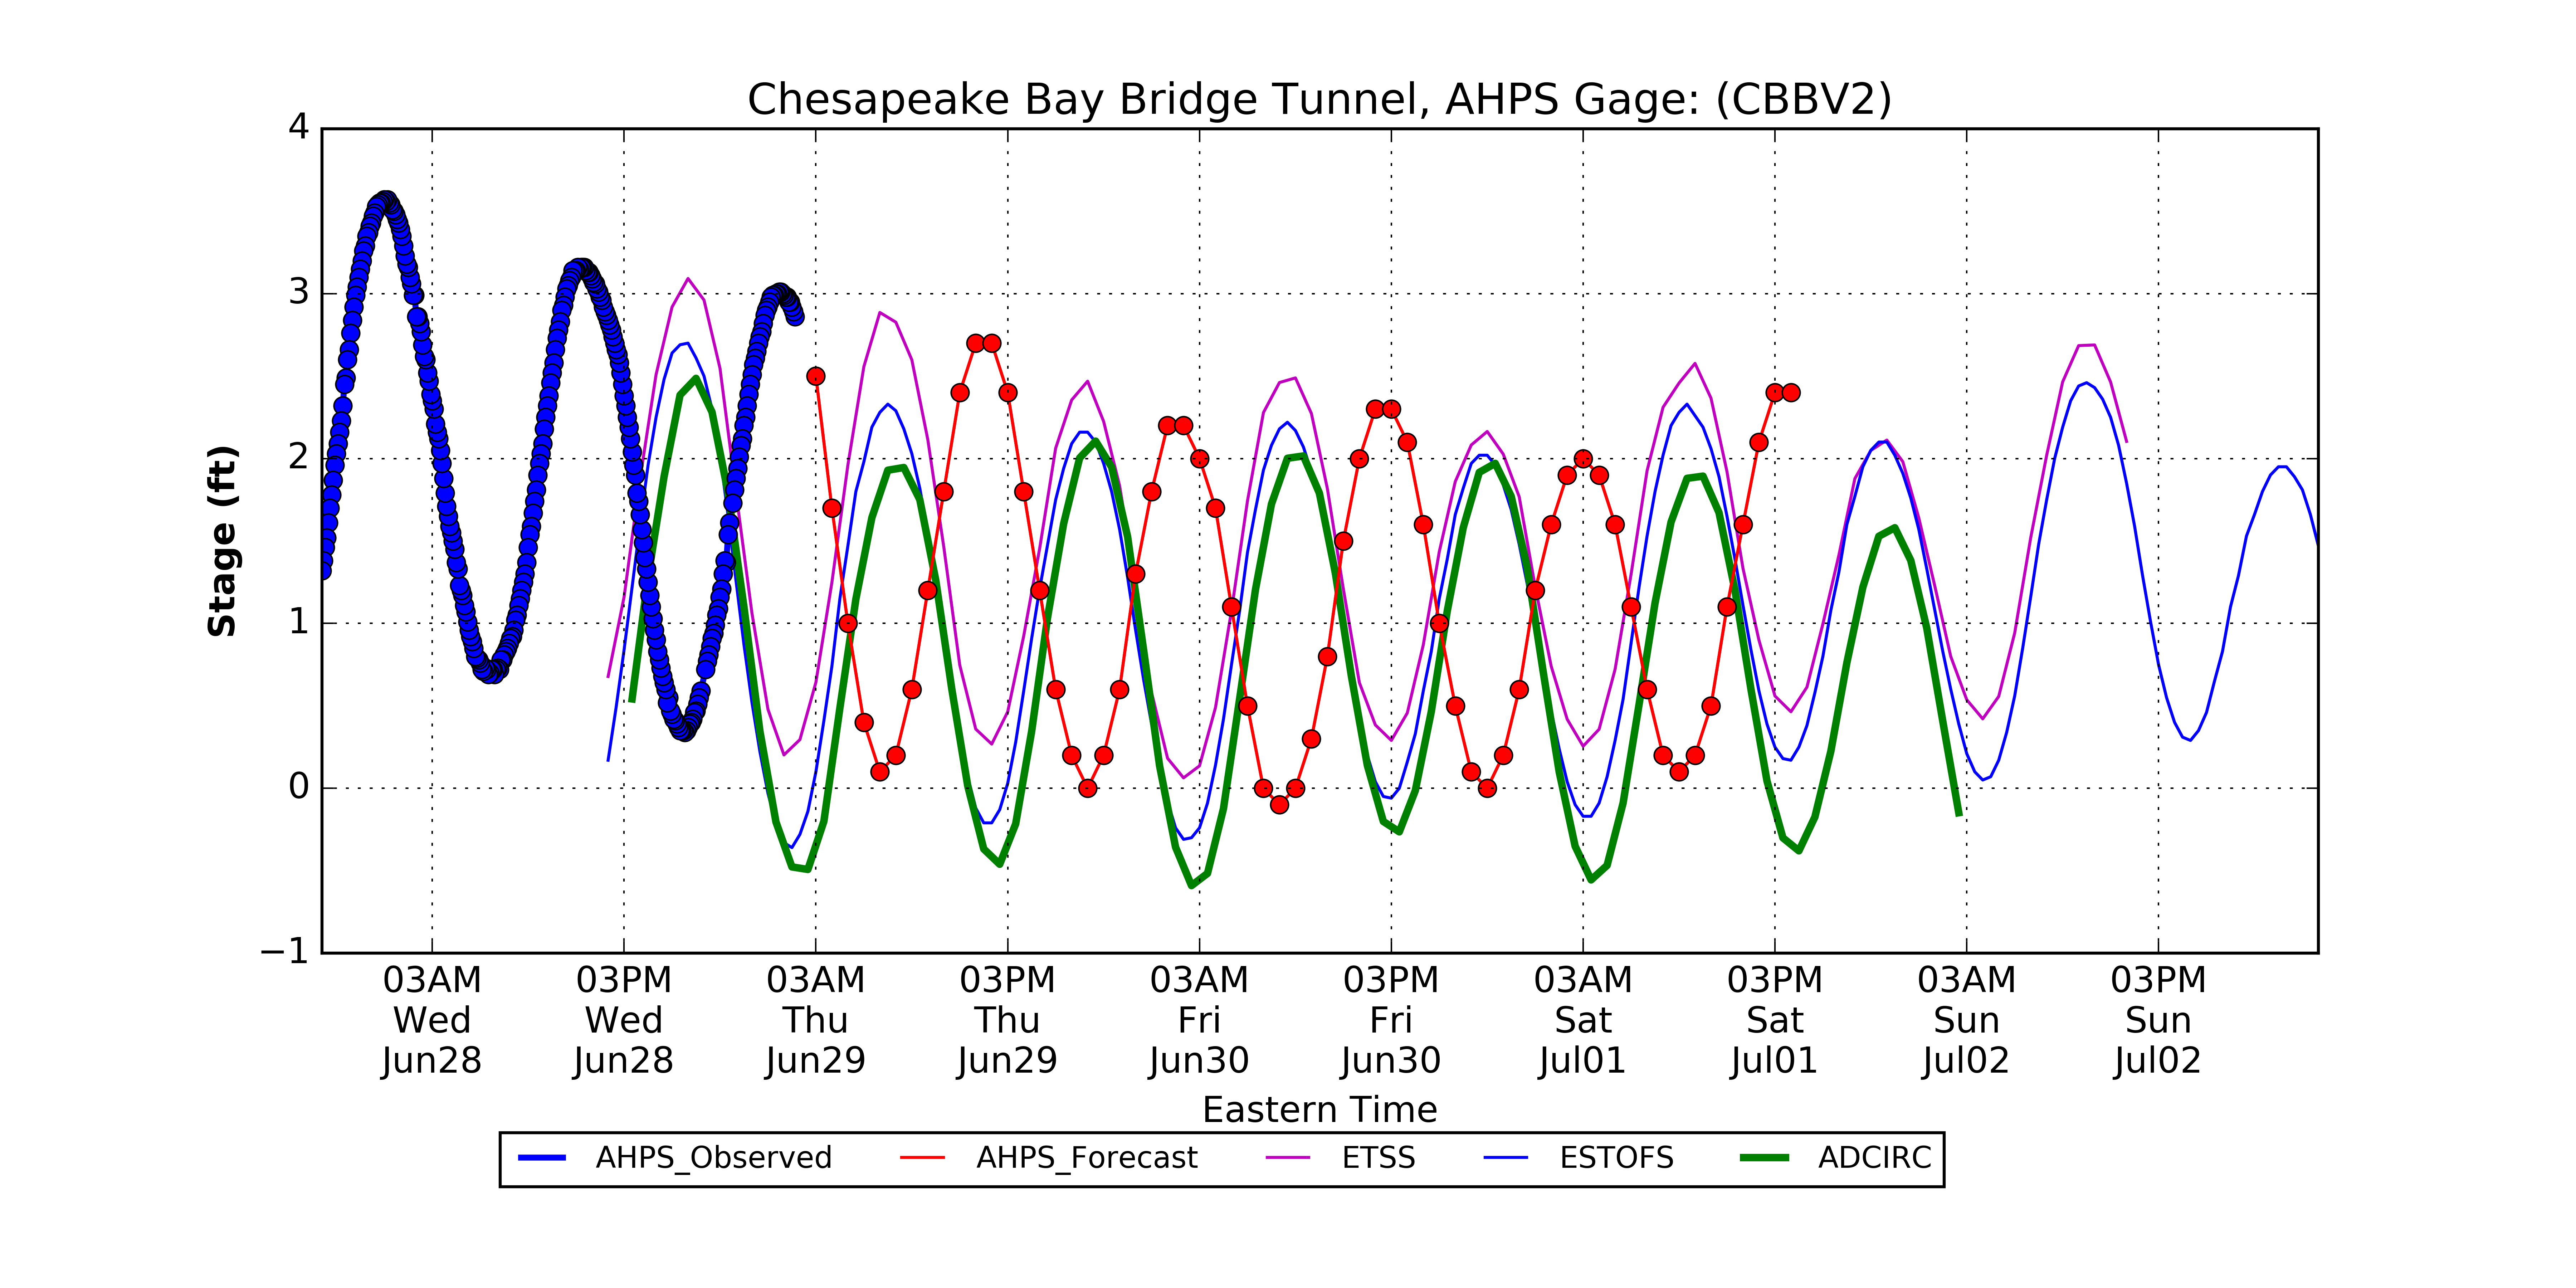 Chesapeake Bay Bridge Tunnel, AHPS Gage: (CBBV2)
4
3
2
1
0
−1
Stage (ft)
03AM 03PM 03AM 03PM 03AM 03PM 03AM 03PM 03AM 03PM
Wed Wed Thu Thu Fri Fri Sat Sat Sun Sun
Jun28 Jun28 Jun29 Jun29 Jun30 Jun30 Jul01 Jul01 Jul02 Jul02
Eastern Time
AHPS_Observed AHPS_Forecast ETSS ESTOFS ADCIRC